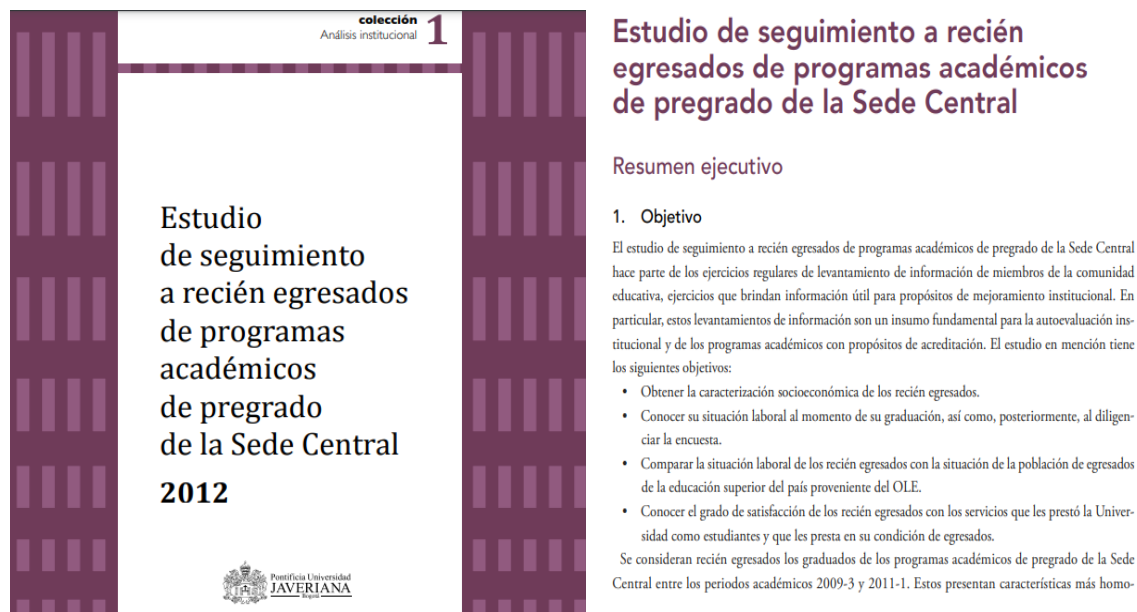 colección
Análisis institucional 1
Estudio
de seguimiento
a recién egresados
de programas
académicos
de pregrado
de la Sede Central
2012
Pontificia Universidad
JAVERIANA
Bogotá
Estudio de seguimiento a recién
egresados de programas académicos
de pregrado de la Sede Central
Resumen ejecutivo
1. Objetivo
El estudio de seguimiento a recién egresados de programas académicos de pregrado de la Sede Central
hace parte de los ejercicios regulares de levantamiento de información de miembros de la comunidad
educativa, ejercicios que brindan información útil para propósitos de mejoramiento institucional. En
particular, estos levantamientos de información son un insumo fundamental para la autoevaluación ins-
titucional y de los programas académicos con propósitos de acreditación. El estudio en mención tiene
los siguientes objetivos:
• Obtener la caracterización socioeconómica de los recién egresados.
• Conocer su situación laboral al momento de su graduación, así como, posteriormente, al diligen-
ciar la encuesta.
• Comparar la situación laboral de los recién egresados con la situación de la población de egresados
de la educación superior del país proveniente del OLE.
• Conocer el grado de satisfacción de los recién egresados con los servicios que les prestó la Univer-
sidad como estudiantes y que les presta en su condición de egresados.
Se consideran recién egresados los graduados de los programas académicos de pregrado de la Sede
Central entre los periodos académicos 2009-3 y 2011-1. Estos presentan características más homo-